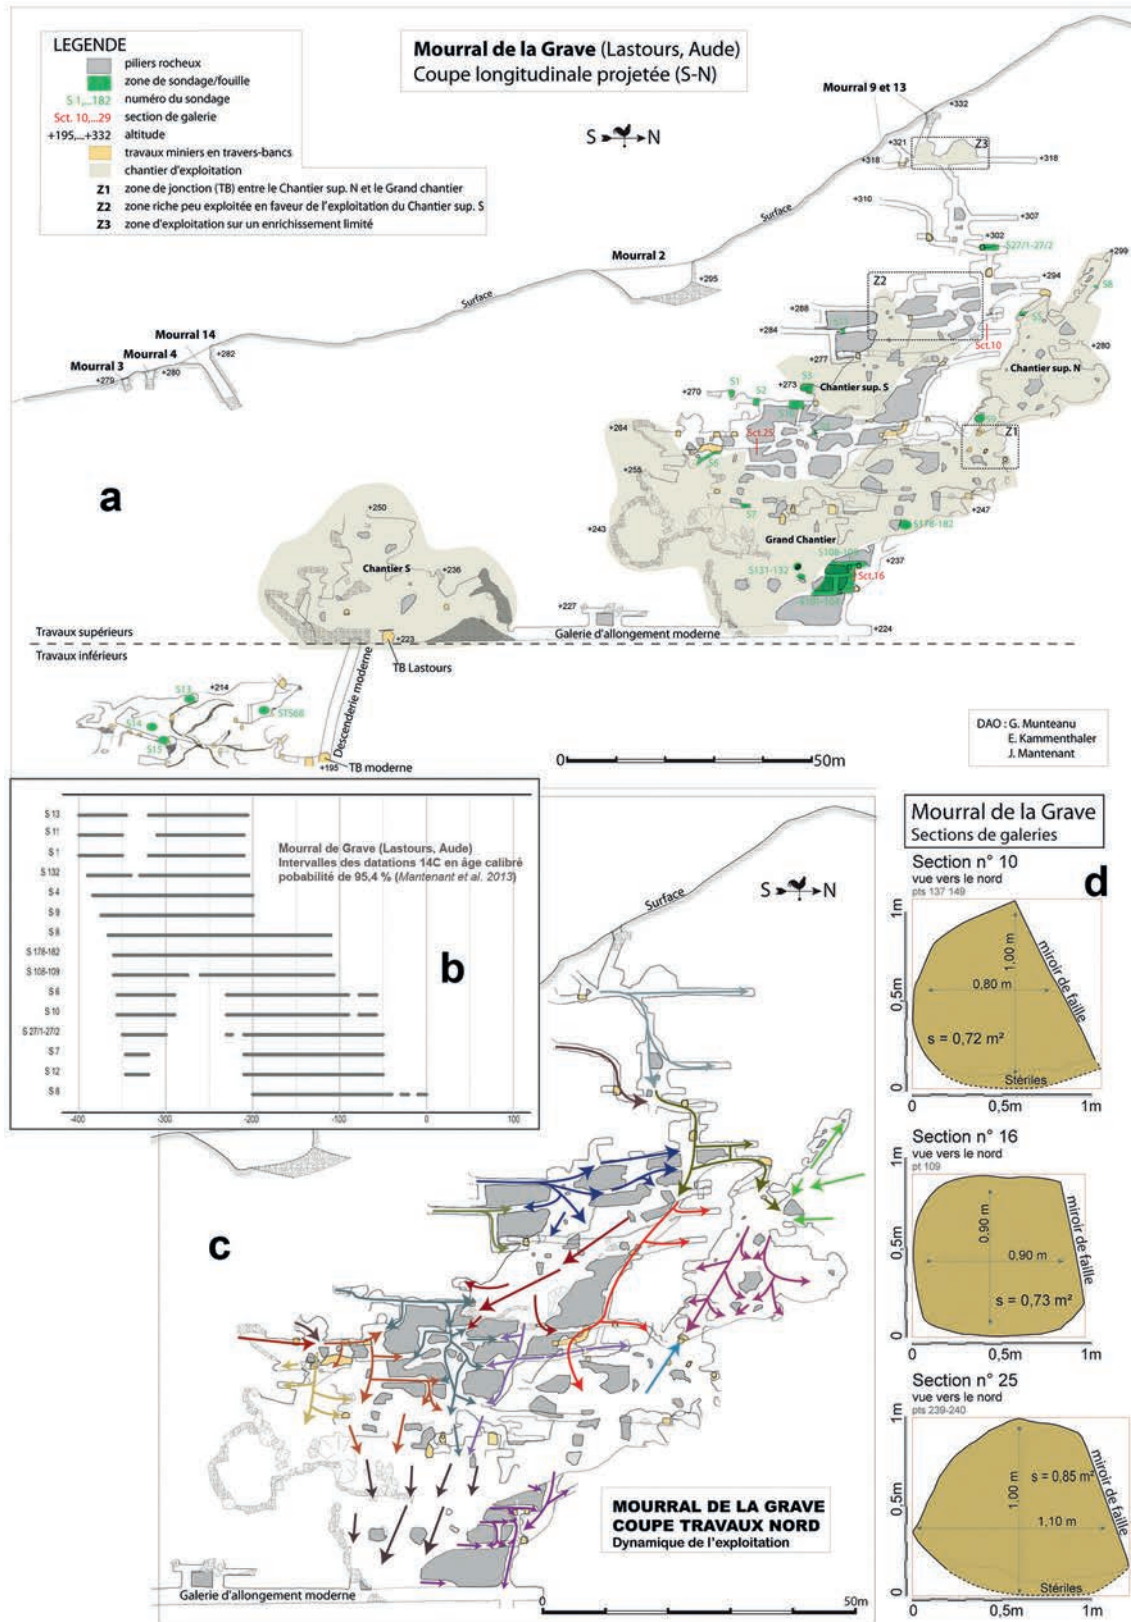 LEGENDE
piliers rocheux
zone de sondage/fouille
S 1,...182 numéro du sondage
Sct. 10,...29 section de galerie
+195,...+332 altitude
travaux miniers en travers-bancs
chantier d'exploitation
Z1 zone de jonction (TB) entre le Chantier sup. N et le Grand chantier
Z2 zone riche peu exploitée en faveur de l'exploitation du Chantier sup. S
Z3 zone d'exploitation sur un enrichissement limité
Mourral de la Grave (Lastours, Aude)
Coupe longitudinale projetée (S-N)
S N
Mourral 9 et 13
+332
+321
+318
Z3
+318
+310
+307
+302
S27/1-27/2
+299
Surface
Mourral 2
+295
Z2
+294
S8
+288
+284
S5
Sct.10
+280
+277
Chantier sup. N
Mourral 14
+282
Mourral 4
Mourral 3
+279
+280
Surface
S1
S2
S3
+270
+273
Chantier sup. S
S9
Sct.25
Z1
+264
S6
+255
a
+250
S7
+247
+243
Grand Chantier
S178-182
S108-109
+237
Chantier S
+236
S131-132
Sct.16
+227
+223
+224
Galerie d'allongement moderne
Travaux supérieurs
Travaux inférieurs
TB Lastours
Descenderie moderne
S13
+214
STS68
S14
S15
+195
TB moderne
0 50m
DAO : G. Munteanu
E. Kammenthaler
J. Mantenant
S 13
S 11
S 1
S 132
S 4
S 9
S 8
S 178-182
S 108-109
S 6
S 10
S 27/1-27/2
S 7
S 12
-400 -300 -200 -100 0 100
Mourral de Grave (Lastours, Aude)
Intervalles des datations 14C en âge calibré
pobabilité de 95,4 % (Mantenant et al. 2013)
b
S N
Surface
c
MOURRAL DE LA GRAVE
COUPE TRAVAUX NORD
Dynamique de l'exploitation
Galerie d'allongement moderne
0 50m
Mourral de la Grave
Sections de galeries
d
Section n° 10
vue vers le nord
pts 137 149
1m
0,5m
0
1,00 m
0,80 m
miroir de faille
s = 0,72 m²
Stériles
0 0,5m 1m
Section n° 16
vue vers le nord
pt 109
1m
0,5m
0
0,90 m
0,90 m
miroir de faille
s = 0,73 m²
0 0,5m 1m
Section n° 25
vue vers le nord
pts 239-240
1m
0,5m
0
1,00 m
s = 0,85 m²
1,10 m
miroir de faille
Stériles
0 0,5m 1m